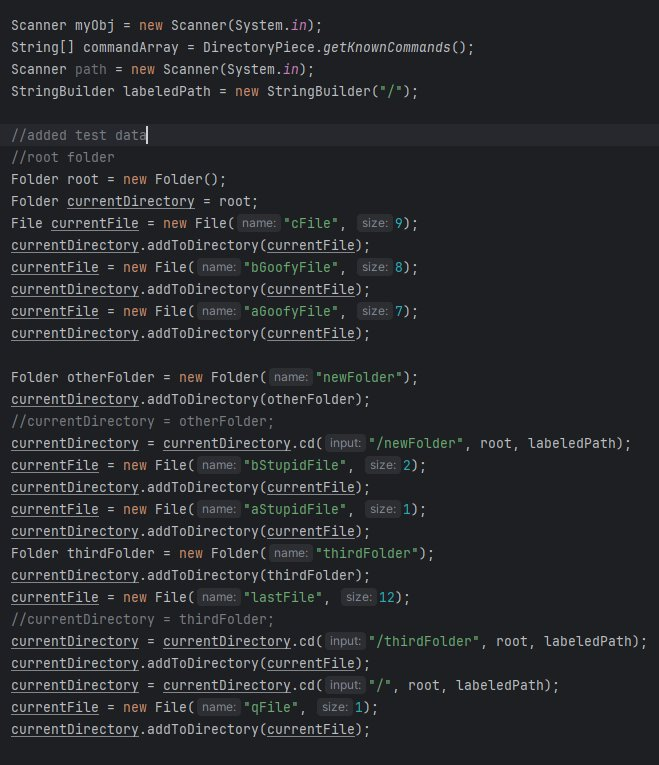 Scanner myObj = new Scanner(System.in);
String[] commandArray = DirectoryPiece.getKnownCommands();
Scanner path = new Scanner(System.in);
StringBuilder labeledPath = new StringBuilder("/");
//added test data
//root folder
Folder root = new Folder();
Folder currentDirectory = root;
File currentFile = new File( name: "cFile", size: 9);
currentDirectory.addToDirectory(currentFile);
currentFile = new File( name: "bGoofyFile", size: 8);
currentDirectory.addToDirectory(currentFile);
currentFile = new File( name: "aGoofyFile", size: 7);
currentDirectory.addToDirectory(currentFile);
Folder otherFolder = new Folder( name: "newFolder");
currentDirectory.addToDirectory(otherFolder);
//currentDirectory = otherFolder;
currentDirectory = currentDirectory.cd( input: "/newFolder", root, labeledPath);
currentFile = new File( name: "bStupidFile", size: 2);
currentDirectory.addToDirectory(currentFile);
currentFile = new File( name: "aStupidFile", size: 1);
currentDirectory.addToDirectory(currentFile);
Folder thirdFolder = new Folder( name: "thirdFolder");
currentDirectory.addToDirectory(thirdFolder);
currentFile = new File( name: "lastFile", size: 12);
//currentDirectory = thirdFolder;
currentDirectory = currentDirectory.cd( input: "/thirdFolder", root, labeledPath);
currentDirectory.addToDirectory(currentFile);
currentDirectory = currentDirectory.cd( input: "/", root, labeledPath);
currentFile = new File( name: "qFile", size: 1);
currentDirectory.addToDirectory(currentFile);